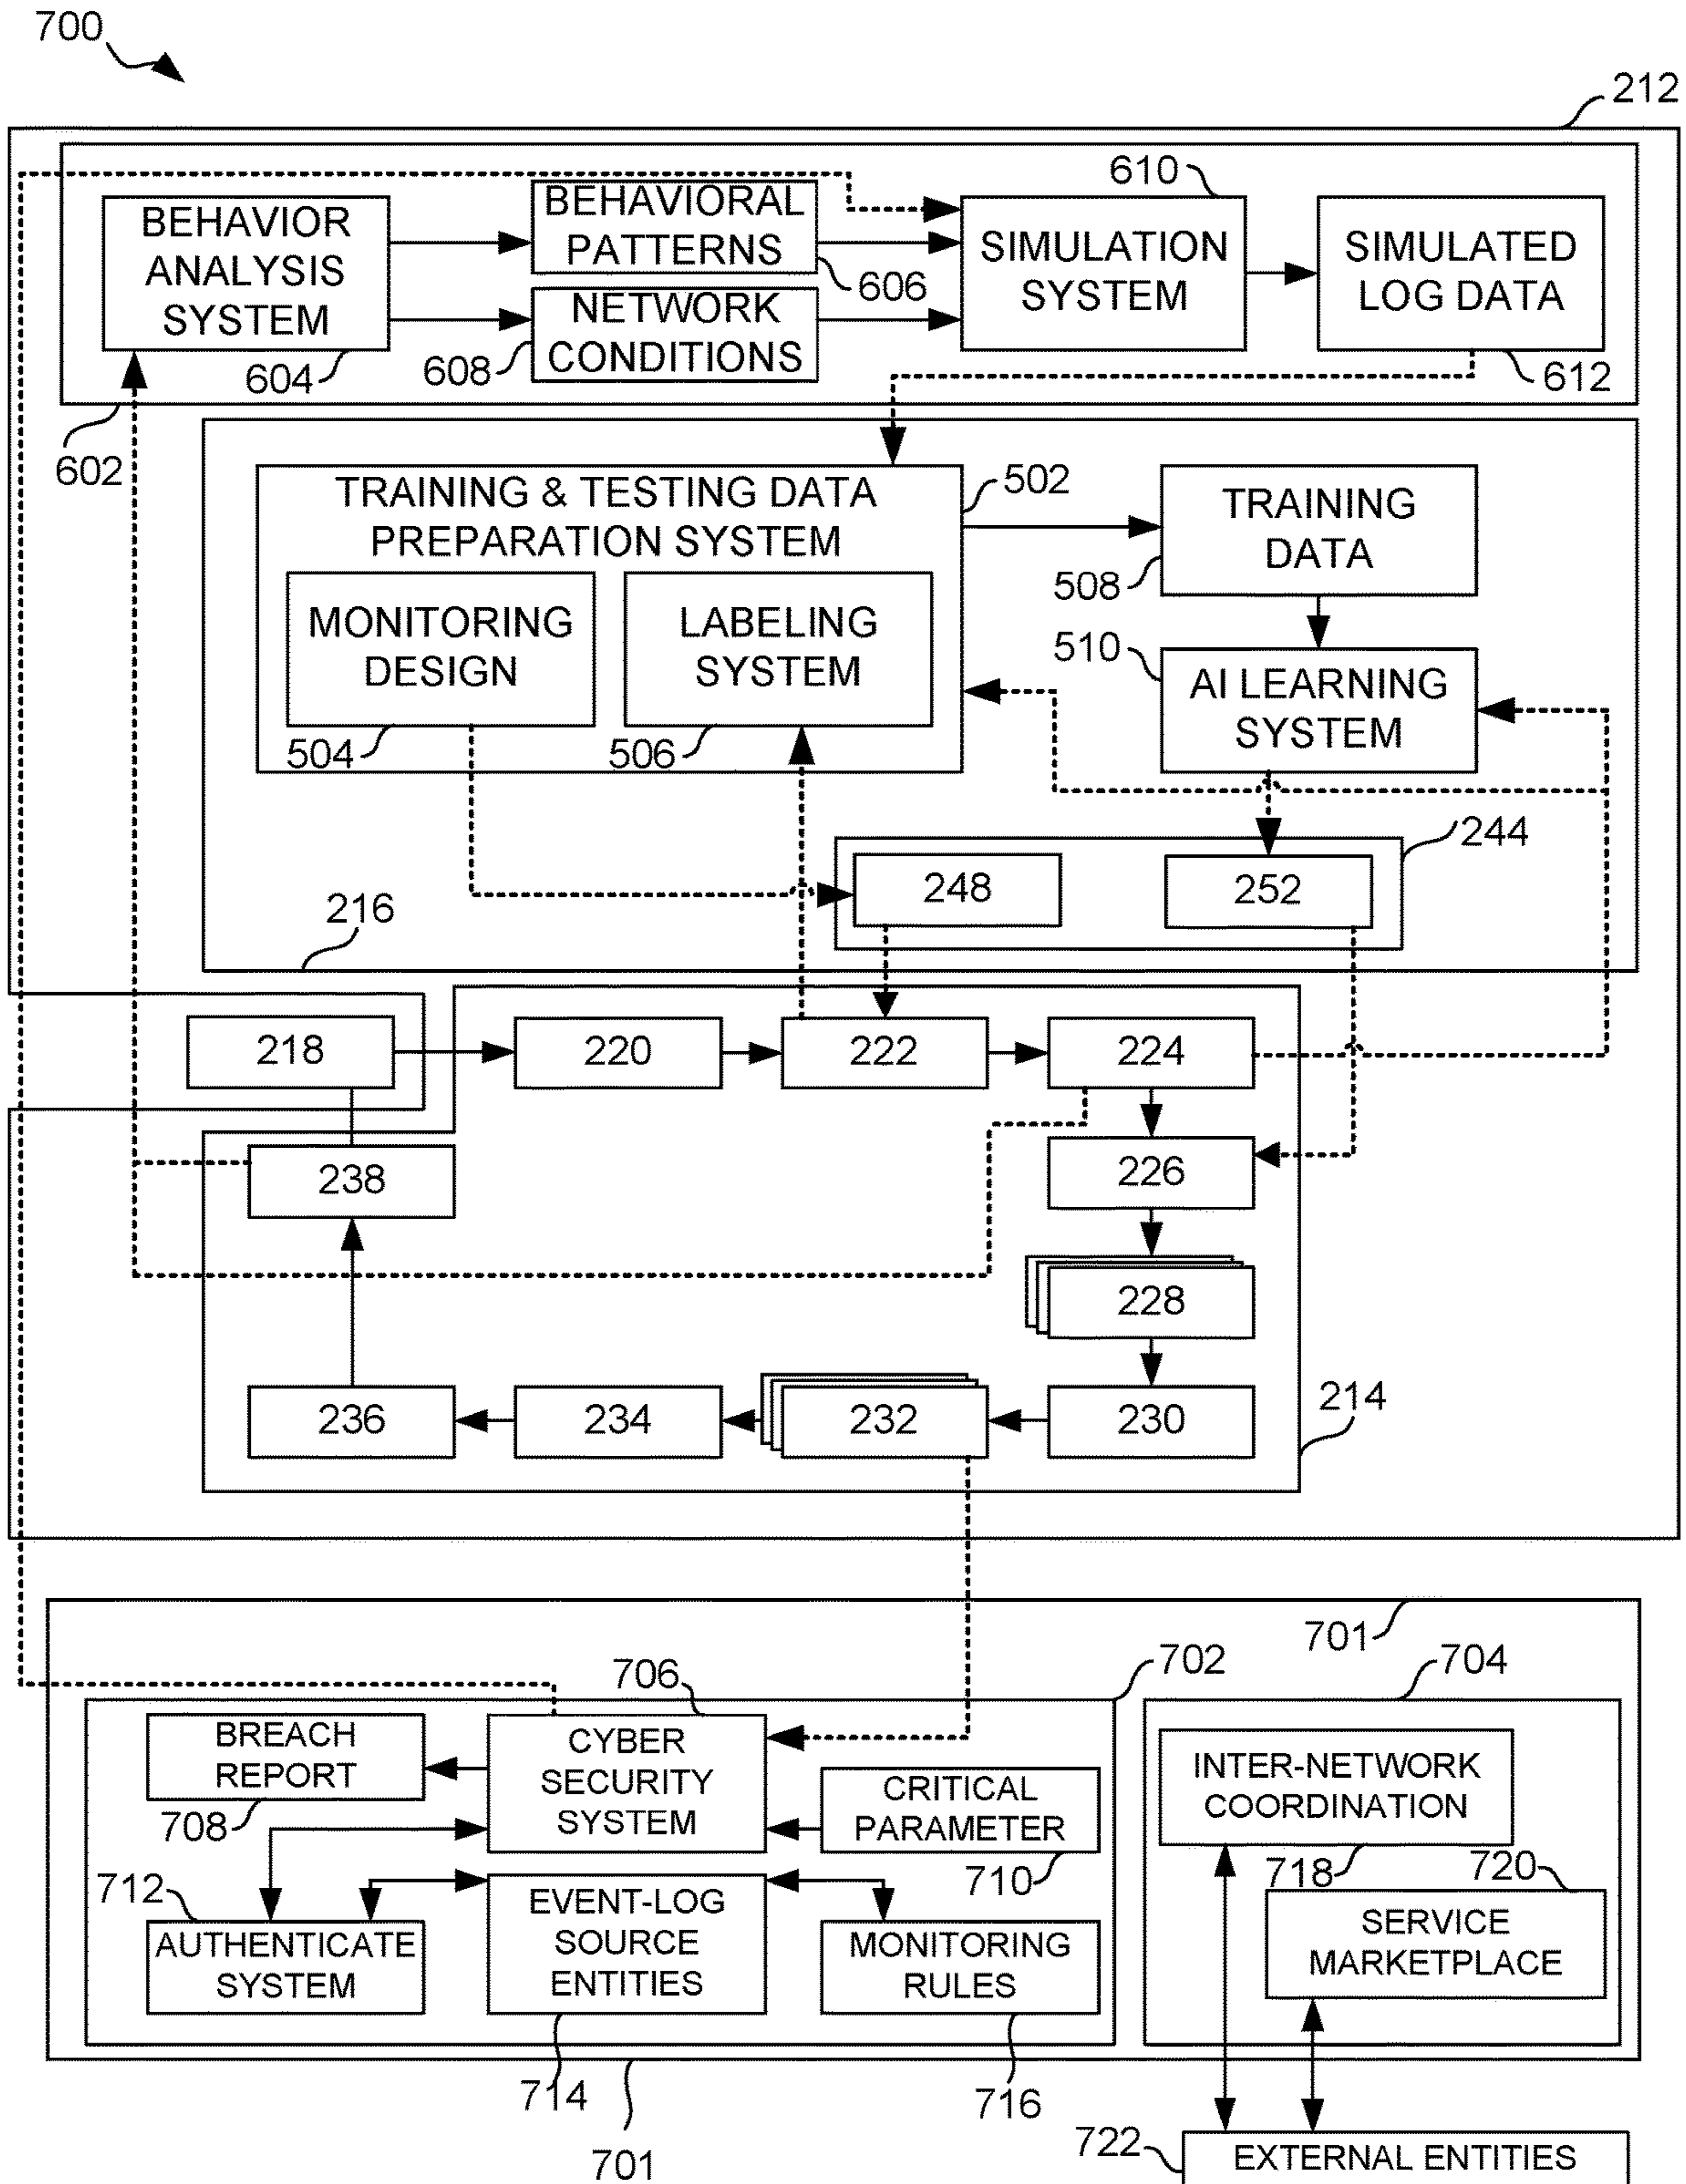 700
212
610
BEHAVIOR
ANALYSIS
SYSTEM
BEHAVIORAL
PATTERNS
SIMULATION
SYSTEM
SIMULATED
LOG DATA
606
NETWORK
CONDITIONS
604
608
612
602
TRAINING & TESTING DATA
PREPARATION SYSTEM
502
TRAINING
DATA
508
MONITORING
DESIGN
LABELING
SYSTEM
510
AI LEARNING
SYSTEM
504
506
244
248
252
216
218
220
222
224
238
226
228
236
234
232
230
214
701
706
702
704
BREACH
REPORT
CYBER
SECURITY
SYSTEM
INTER-NETWORK
COORDINATION
CRITICAL
PARAMETER
708
710
718
720
712
AUTHENTICATE
SYSTEM
EVENT-LOG
SOURCE
ENTITIES
MONITORING
RULES
SERVICE
MARKETPLACE
714
716
701
722
EXTERNAL ENTITIES